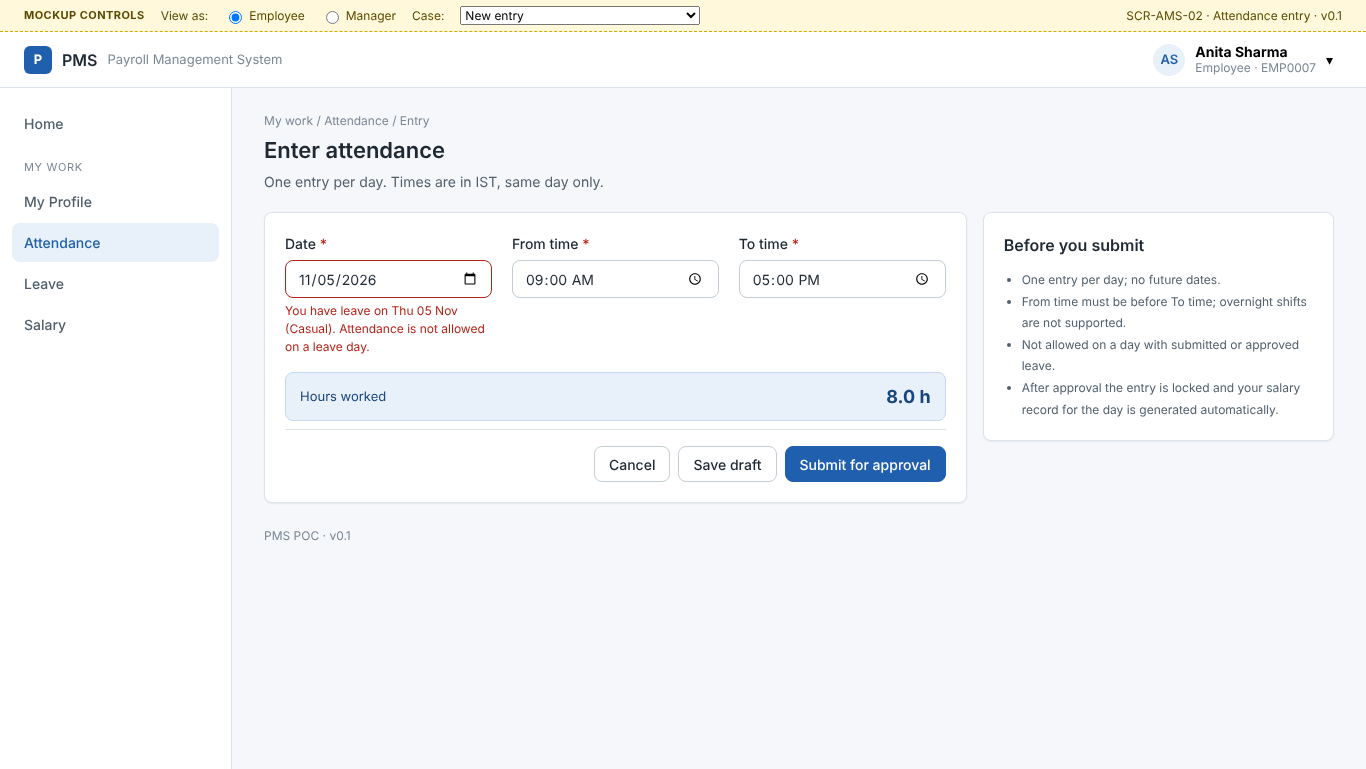 MOCKUP CONTROLS View as: Employee Manager Case: New entry SCR-AMS-02 · Attendance entry · v0.1
P PMS Payroll Management System
AS Anita Sharma ▼
Employee · EMP0007
Home
MY WORK
My Profile
Attendance
Leave
Salary
My work / Attendance / Entry
Enter attendance
One entry per day. Times are in IST, same day only.
Date * From time * To time *
11/05/2026 09:00 AM 05:00 PM
You have leave on Thu 05 Nov
(Casual). Attendance is not allowed
on a leave day.
Hours worked 8.0 h
Cancel Save draft Submit for approval
Before you submit
• One entry per day; no future dates.
• From time must be before To time; overnight shifts
are not supported.
• Not allowed on a day with submitted or approved
leave.
• After approval the entry is locked and your salary
record for the day is generated automatically.
PMS POC · v0.1